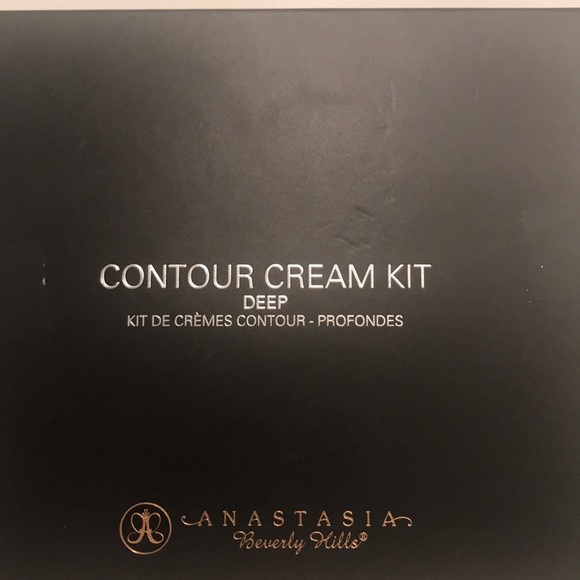 CONTOUR CREAM KIT
DEEP
KIT DE CRÈMES CONTOUR - PROFONDES
ANASTASIA
Beverly Hills®